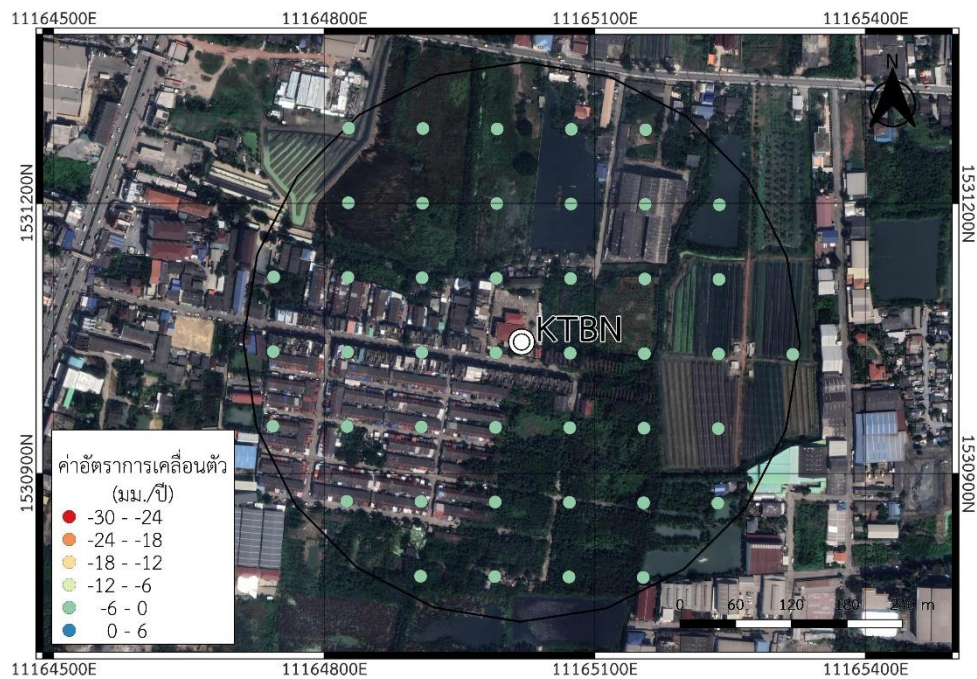 11164500E 11164800E 11165100E 11165400E
N
1531200N 1531200N
KTBN
ค่าอัตราการเคลื่อนตัว
(มม./ปี)
-30 - -24
-24 - -18
-18 - -12
-12 - -6
-6 - 0
0 - 6
1530900N 1530900N
0 60 120 180 240 m
11164500E 11164800E 11165100E 11165400E